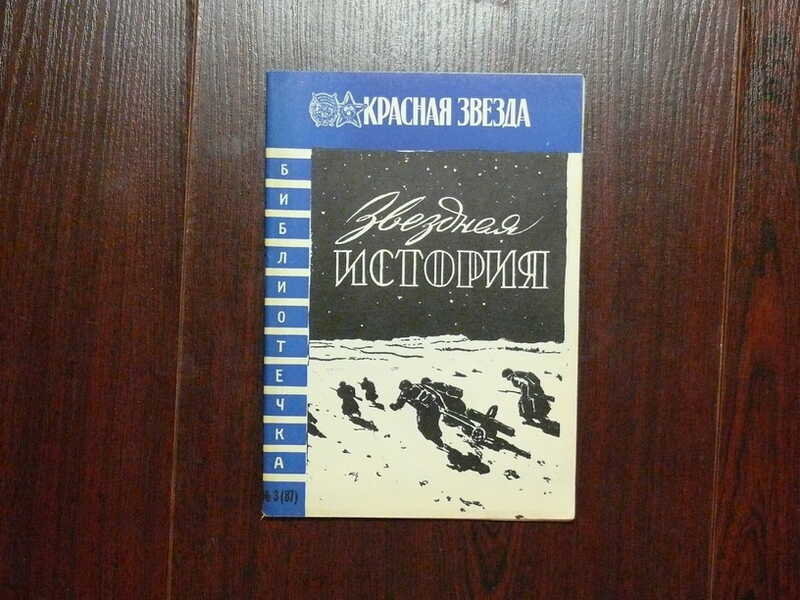 КРАСНАЯ ЗВЕЗДА
БИБЛИОТЕЧКА
Звездная
ИСТОРИЯ
№ 3 (87)